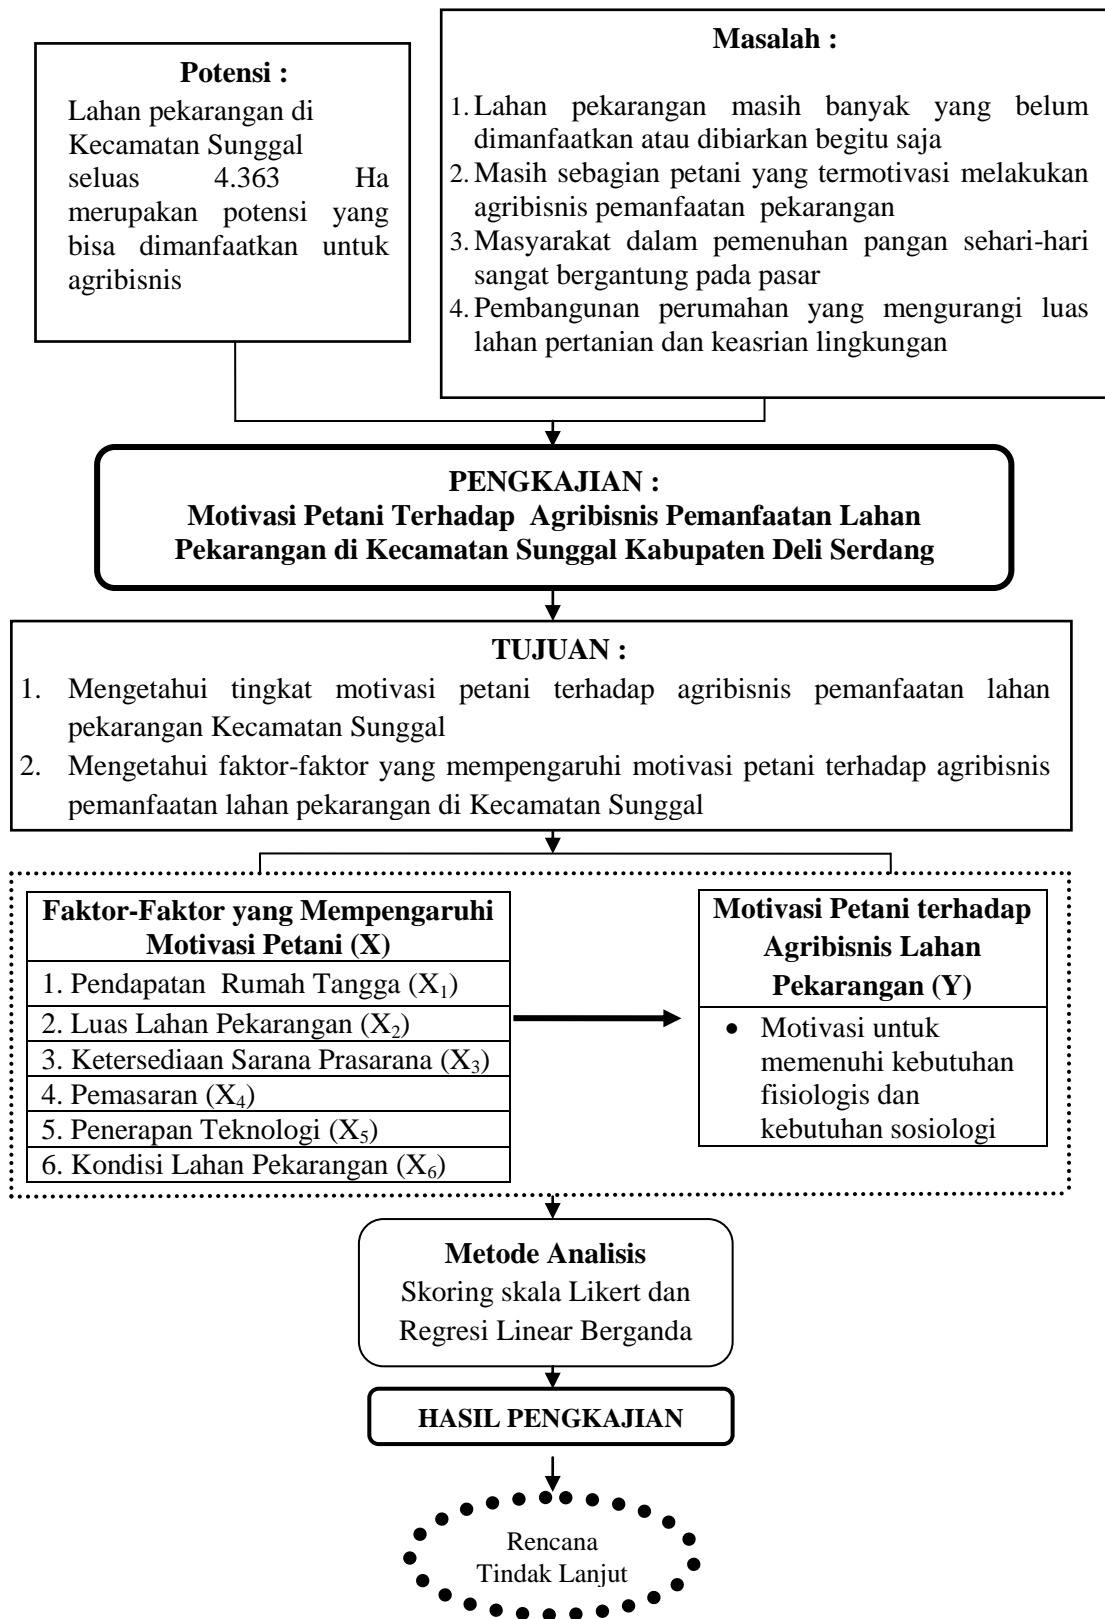 Potensi :
Lahan pekarangan di
Kecamatan Sunggal
seluas 4.363 Ha
merupakan potensi yang
bisa dimanfaatkan untuk
agribisnis
Masalah :
1. Lahan pekarangan masih banyak yang belum
dimanfaatkan atau dibiarkan begitu saja
2. Masih sebagian petani yang termotivasi melakukan
agribisnis pemanfaatan pekarangan
3. Masyarakat dalam pemenuhan pangan sehari-hari
sangat bergantung pada pasar
4. Pembangunan perumahan yang mengurangi luas
lahan pertanian dan keasrian lingkungan
PENGKAJIAN :
Motivasi Petani Terhadap Agribisnis Pemanfaatan Lahan
Pekarangan di Kecamatan Sunggal Kabupaten Deli Serdang
TUJUAN :
1. Mengetahui tingkat motivasi petani terhadap agribisnis pemanfaatan lahan
pekarangan Kecamatan Sunggal
2. Mengetahui faktor-faktor yang mempengaruhi motivasi petani terhadap agribisnis
pemanfaatan lahan pekarangan di Kecamatan Sunggal
Faktor-Faktor yang Mempengaruhi
Motivasi Petani (X)
1. Pendapatan Rumah Tangga (X₁)
2. Luas Lahan Pekarangan (X₂)
3. Ketersediaan Sarana Prasarana (X₃)
4. Pemasaran (X₄)
5. Penerapan Teknologi (X₅)
6. Kondisi Lahan Pekarangan (X₆)
Motivasi Petani terhadap
Agribisnis Lahan
Pekarangan (Y)
• Motivasi untuk
memenuhi kebutuhan
fisiologis dan
kebutuhan sosiologi
Metode Analisis
Skoring skala Likert dan
Regresi Linear Berganda
HASIL PENGKAJIAN
Rencana
Tindak Lanjut